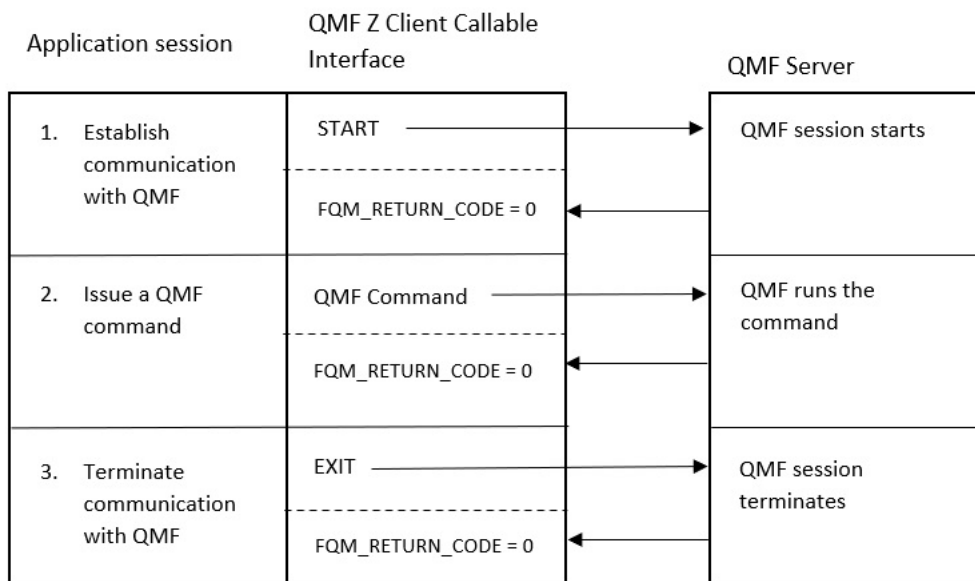 Application session
QMF Z Client Callable
Interface
QMF Server
1. Establish
communication
with QMF
START
QMF session starts
FQM_RETURN_CODE = 0
2. Issue a QMF
command
QMF Command
QMF runs the
command
FQM_RETURN_CODE = 0
3. Terminate
communication
with QMF
EXIT
QMF session
terminates
FQM_RETURN_CODE = 0